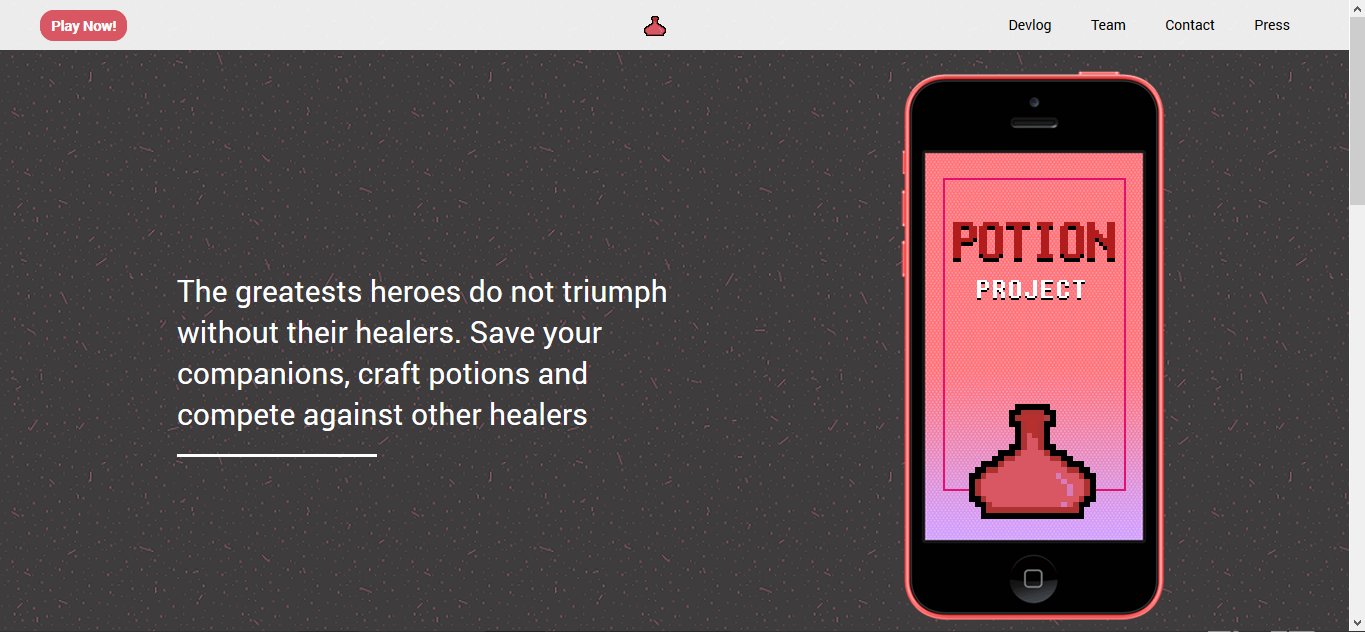 Play Now!
Devlog
Team
Contact
Press
The greatests heroes do not triumph
without their healers. Save your
companions, craft potions and
compete against other healers
POTION
PROJECT